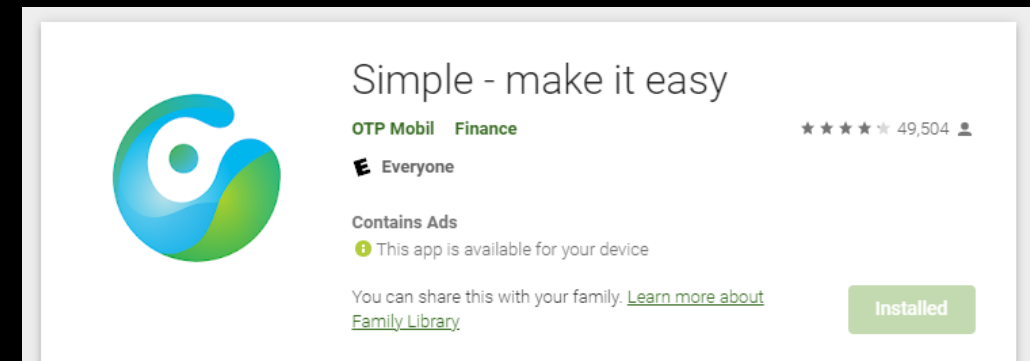 Simple - make it easy
OTP Mobil Finance
49,504
E Everyone
Contains Ads
This app is available for your device
You can share this with your family. Learn more about
Family Library
Installed